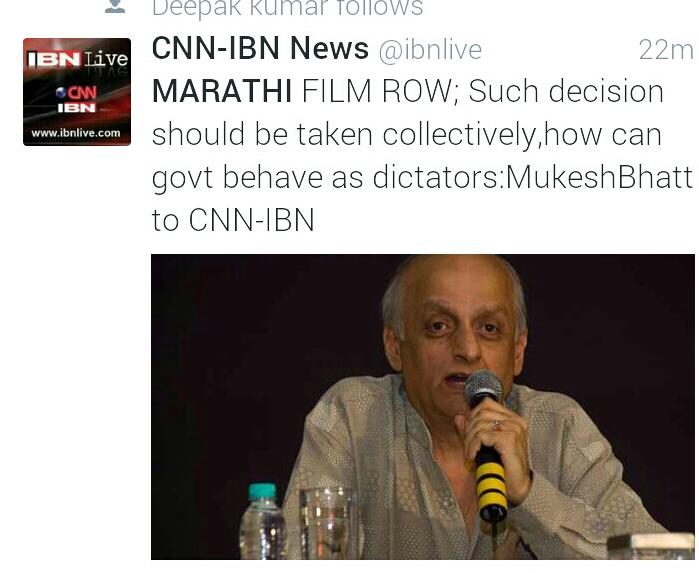 Deepak Kumar follows
CNN-IBN News @ibnlive 22m
MARATHI FILM ROW; Such decision
should be taken collectively,how can
govt behave as dictators:MukeshBhatt
to CNN-IBN
IBN Live
CNN
IBN
www.ibnlive.com